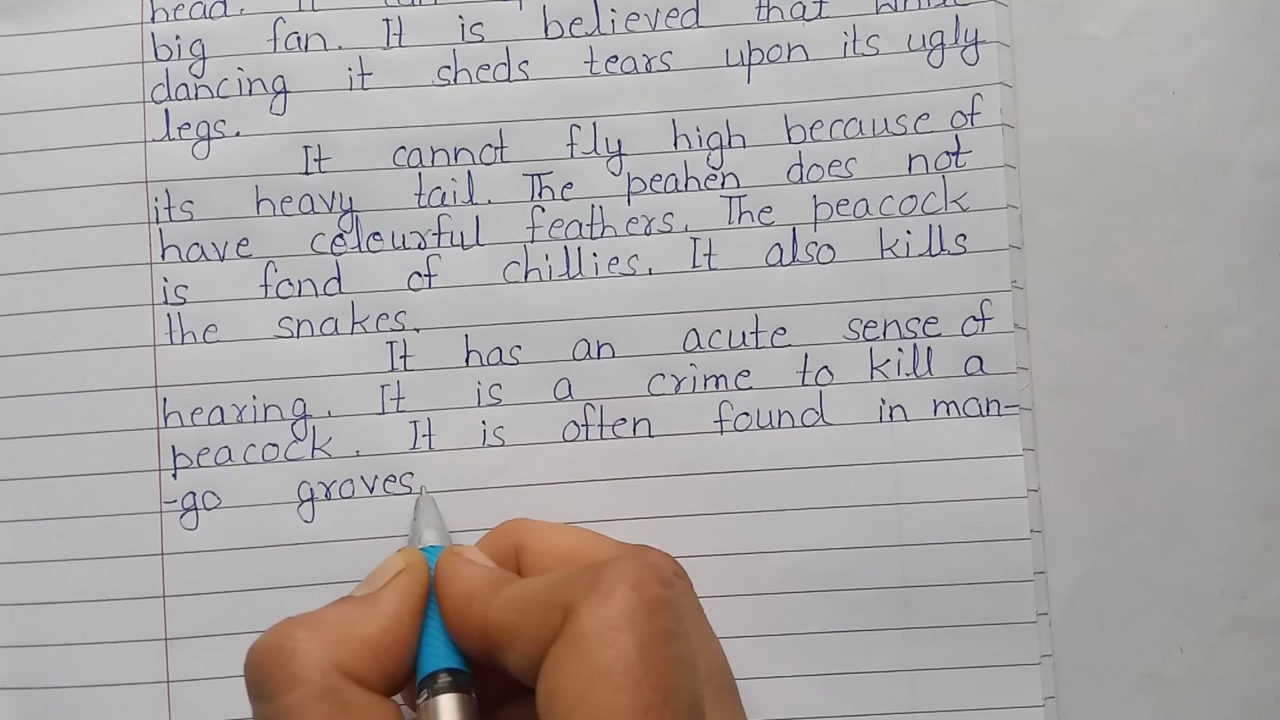 head. It
big fan. It is believed that
dancing it sheds tears upon its ugly
legs.
It cannot fly high because of
its heavy tail. The peahen does not
have colourful feathers. The peacock
is fond of chillies. It also kills
the snakes.
It has an acute sense of
hearing. It is a crime to kill a
peacock. It is often found in man=
-go groves.